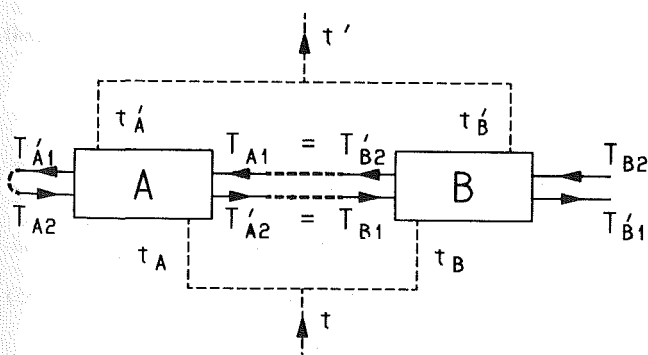 t'
t'A t'B
T'A1 TA1 = T'B2 TB2
A B
TA2 T'A2 = TB1 T'B1
tA tB
t